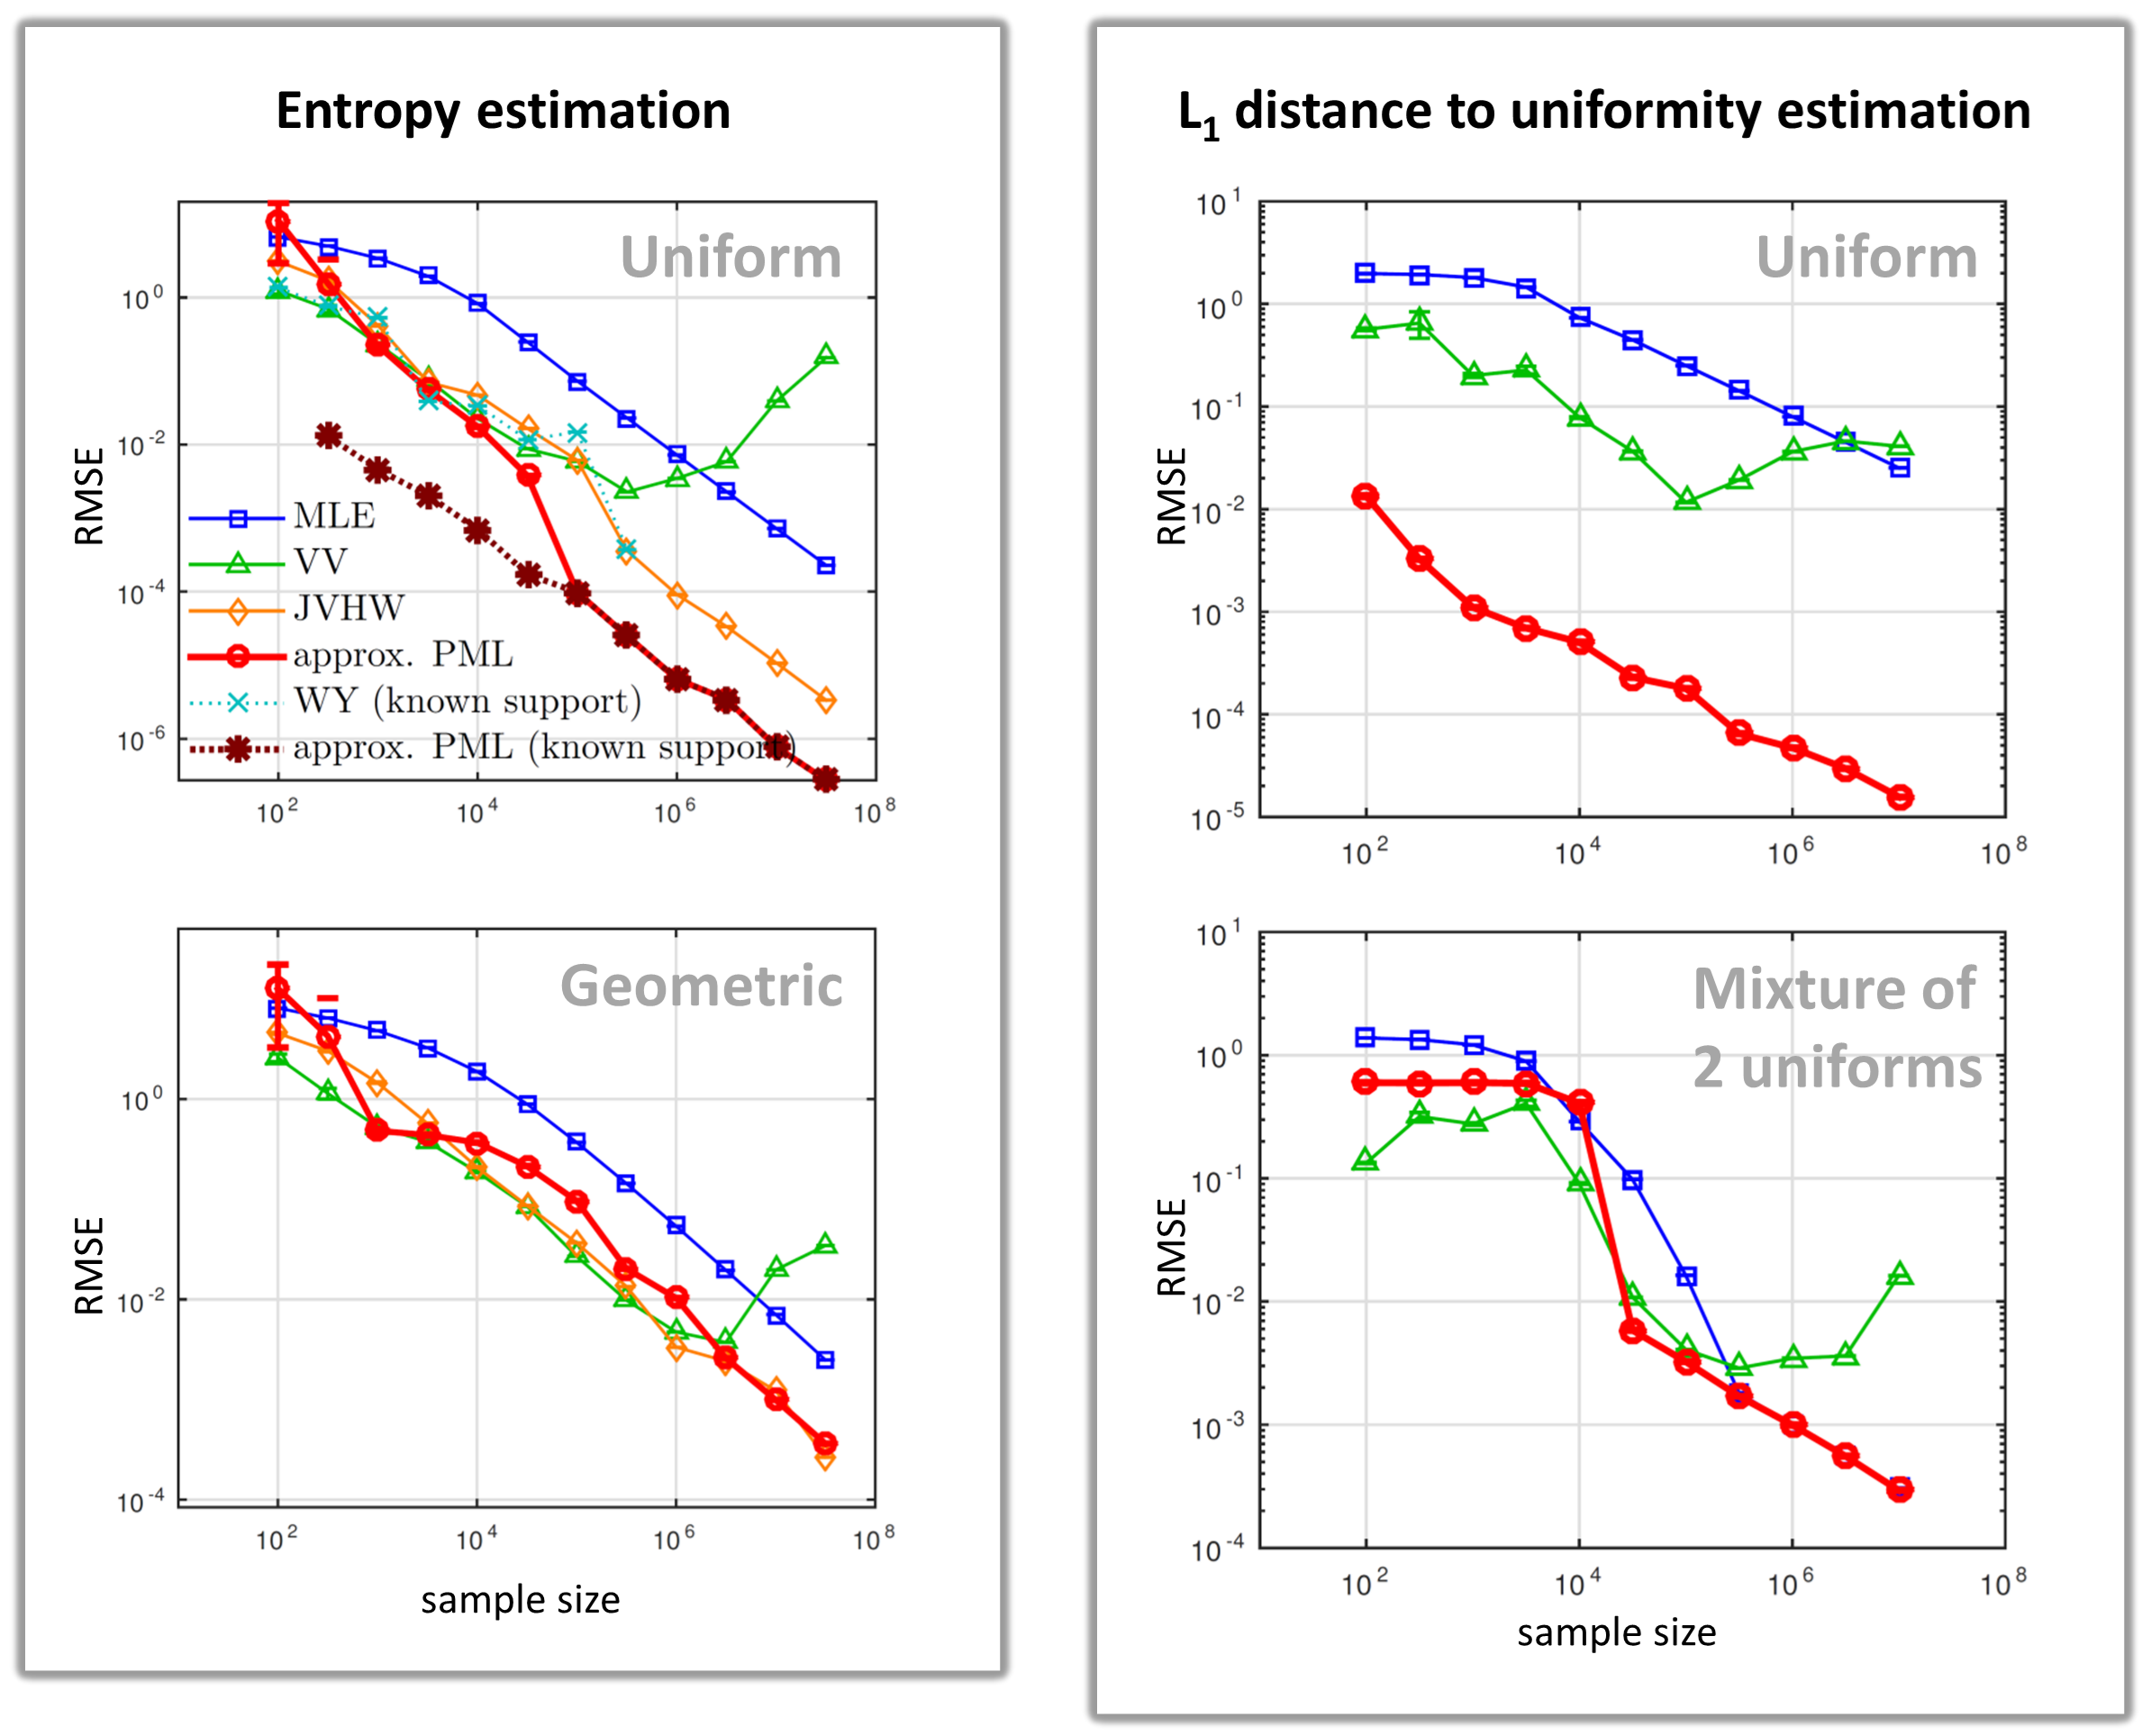 Entropy estimation
Uniform
RMSE
10^0
10^-2
10^-4
10^-6
MLE
VV
JVHW
approx. PML
WY (known support)
approx. PML (known support)
10^2 10^4 10^6 10^8
Geometric
RMSE
10^0
10^-2
10^-4
10^2 10^4 10^6 10^8
sample size
L1 distance to uniformity estimation
Uniform
RMSE
10^1
10^0
10^-1
10^-2
10^-3
10^-4
10^-5
10^2 10^4 10^6 10^8
Mixture of
2 uniforms
RMSE
10^1
10^0
10^-1
10^-2
10^-3
10^-4
10^2 10^4 10^6 10^8
sample size